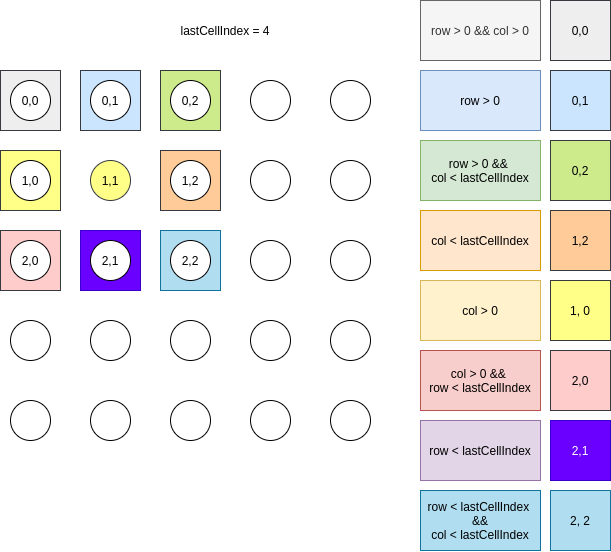 lastCellIndex = 4
0,0
0,1
0,2
1,0
1,1
1,2
2,0
2,1
2,2
row > 0 && col > 0
0,0
row > 0
0,1
row > 0 &&
col < lastCellIndex
0,2
col < lastCellIndex
1,2
col > 0
1, 0
col > 0 &&
row < lastCellIndex
2,0
row < lastCellIndex
2,1
row < lastCellIndex
&&
col < lastCellIndex
2, 2